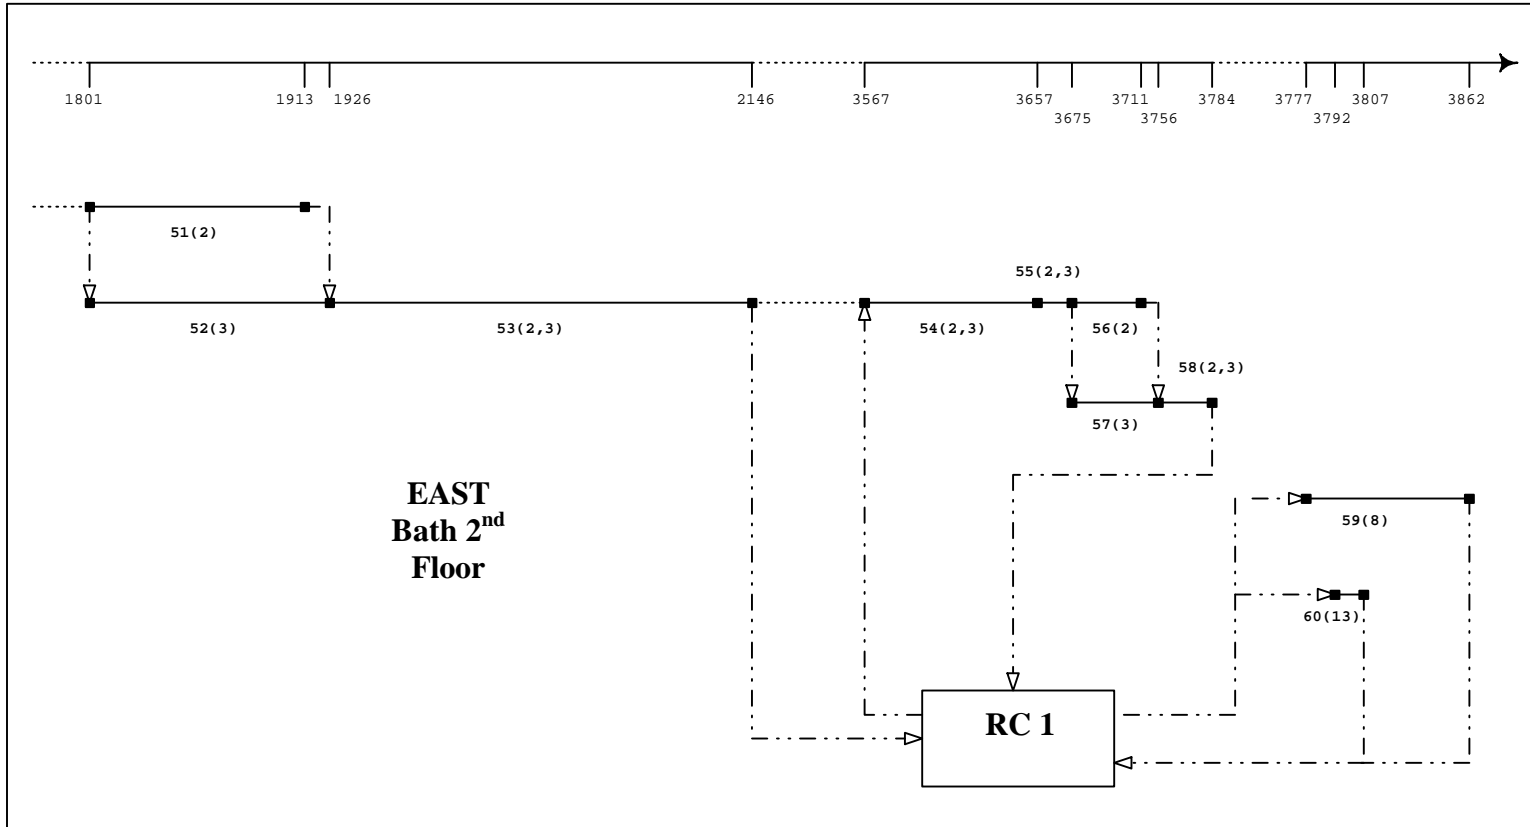 1801 1913 1926 2146 3567 3657 3711 3784 3777 3807 3862
3675 3756 3792
51(2)
55(2,3)
52(3) 53(2,3) 54(2,3) 56(2)
58(2,3)
57(3)
EAST
Bath 2nd
Floor
59(8)
60(13)
RC 1